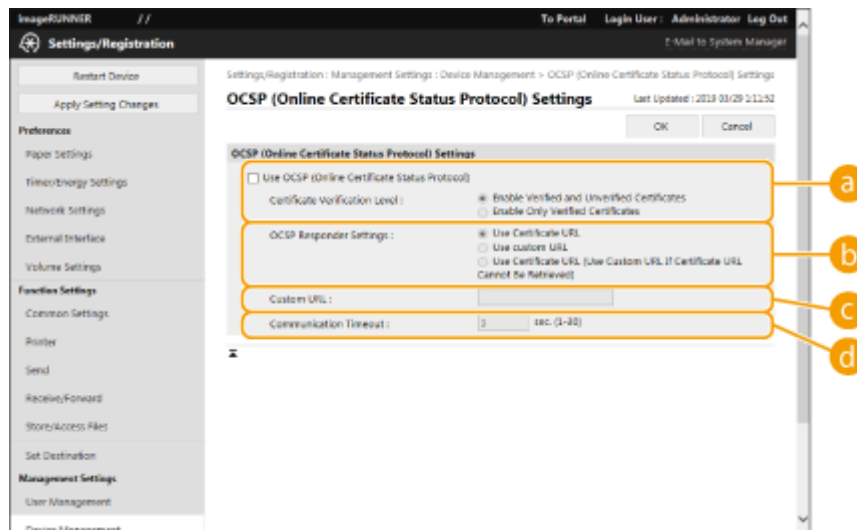 imageRUNNER // To Portal Login User : Administrator Log Out
Settings/Registration E-Mail to System Manager
Restart Device
Apply Setting Changes
Preferences
Paper Settings
Timer/Energy Settings
Network Settings
External Interface
Volume Settings
Function Settings
Common Settings
Printer
Send
Receive/Forward
Store/Access Files
Set Destination
Management Settings
User Management
Device Management
Settings/Registration : Management Settings : Device Management > OCSP (Online Certificate Status Protocol) Settings
OCSP (Online Certificate Status Protocol) Settings Last Updated : 2019 03/29
OK Cancel
OCSP (Online Certificate Status Protocol) Settings
Use OCSP (Online Certificate Status Protocol)
Certificate Verification Level : Enable Verified and Unverified Certificates
Enable Only Verified Certificates
a
OCSP Responder Settings : Use Certificate URL
Use custom URL
Use Certificate URL (Use Custom URL If Certificate URL
Cannot Be Retrieved)
b
Custom URL :
c
Communication Timeout : 3 sec. (1-30)
d